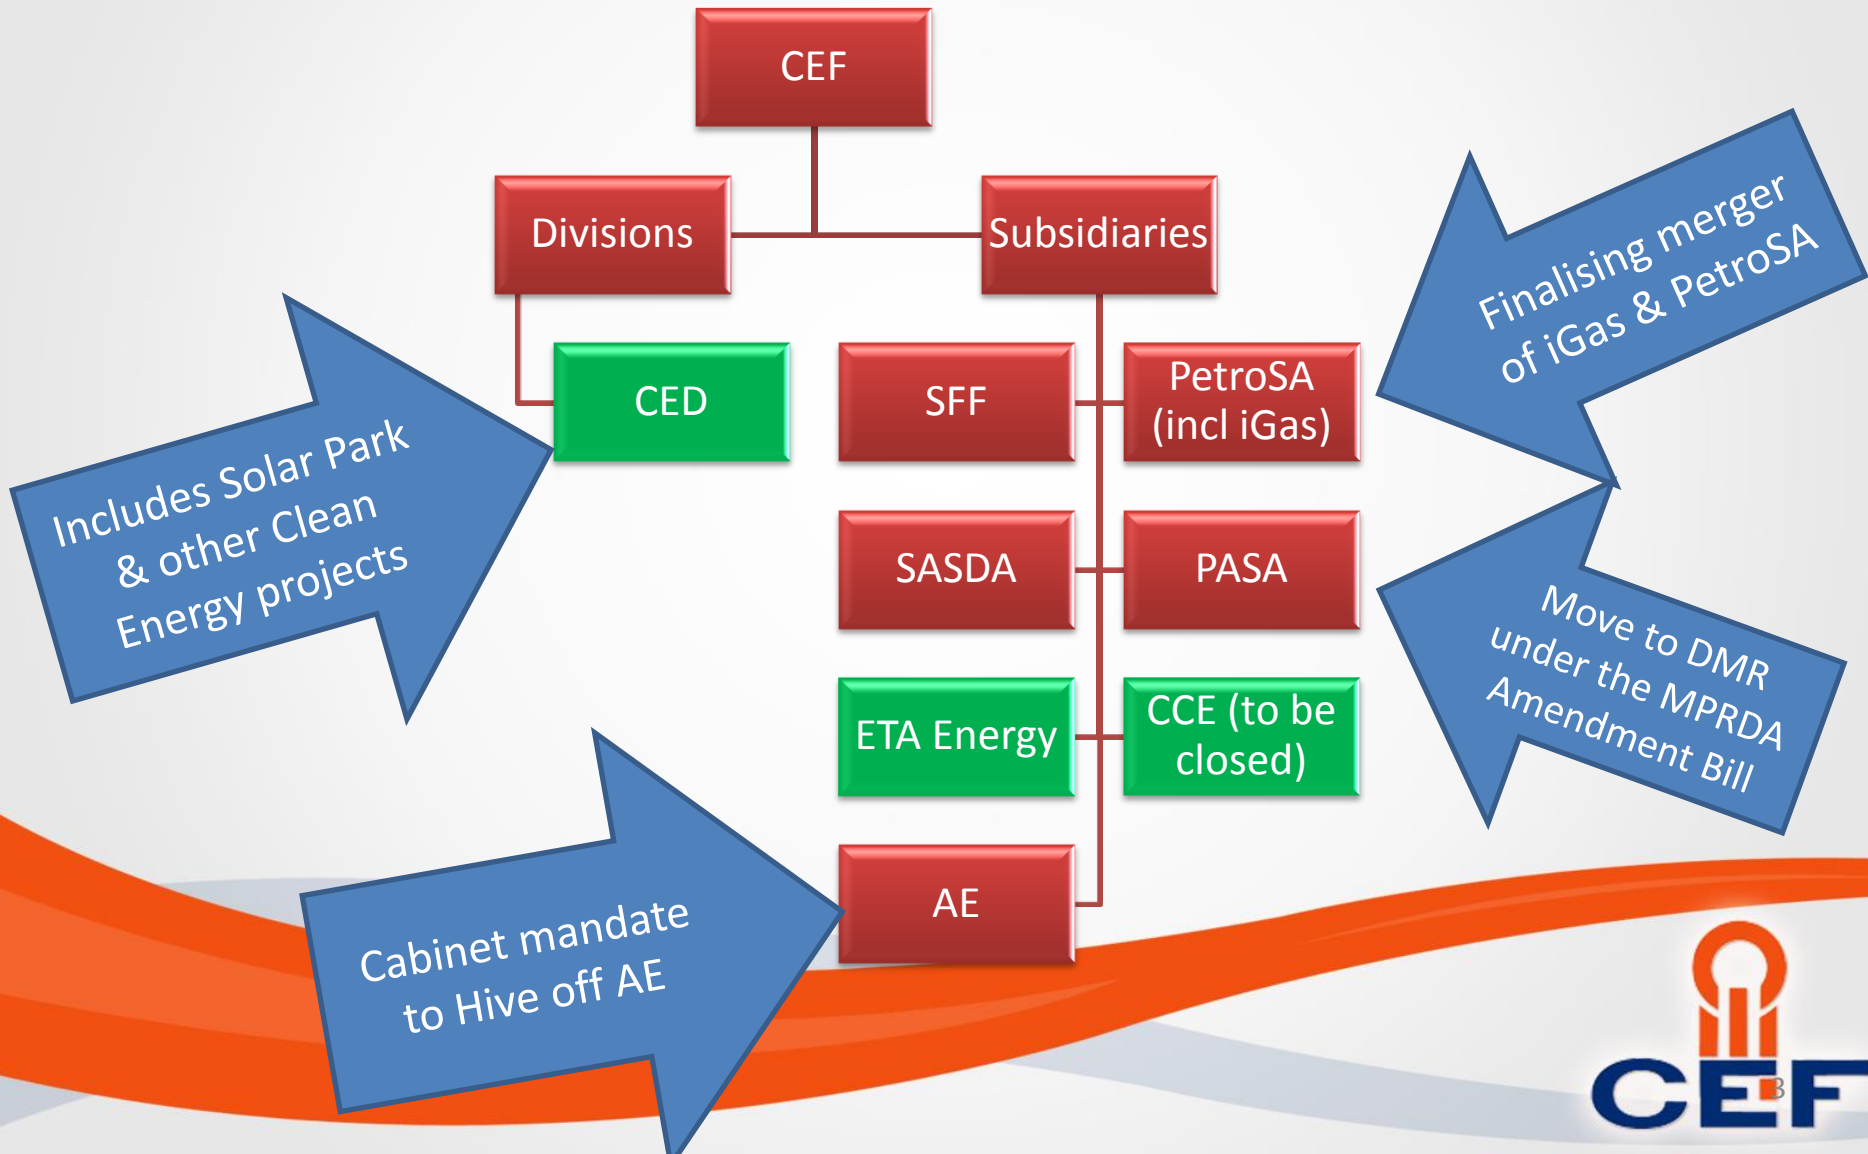 CEF
Divisions
Subsidiaries
Finalising merger
of iGas & PetroSA
CED
SFF
PetroSA
(incl iGas)
Includes Solar Park
& other Clean
Energy projects
SASDA
PASA
Move to DMR
under the MPRDA
Amendment Bill
ETA Energy
CCE (to be
closed)
AE
Cabinet mandate
to Hive off AE
CEF
3